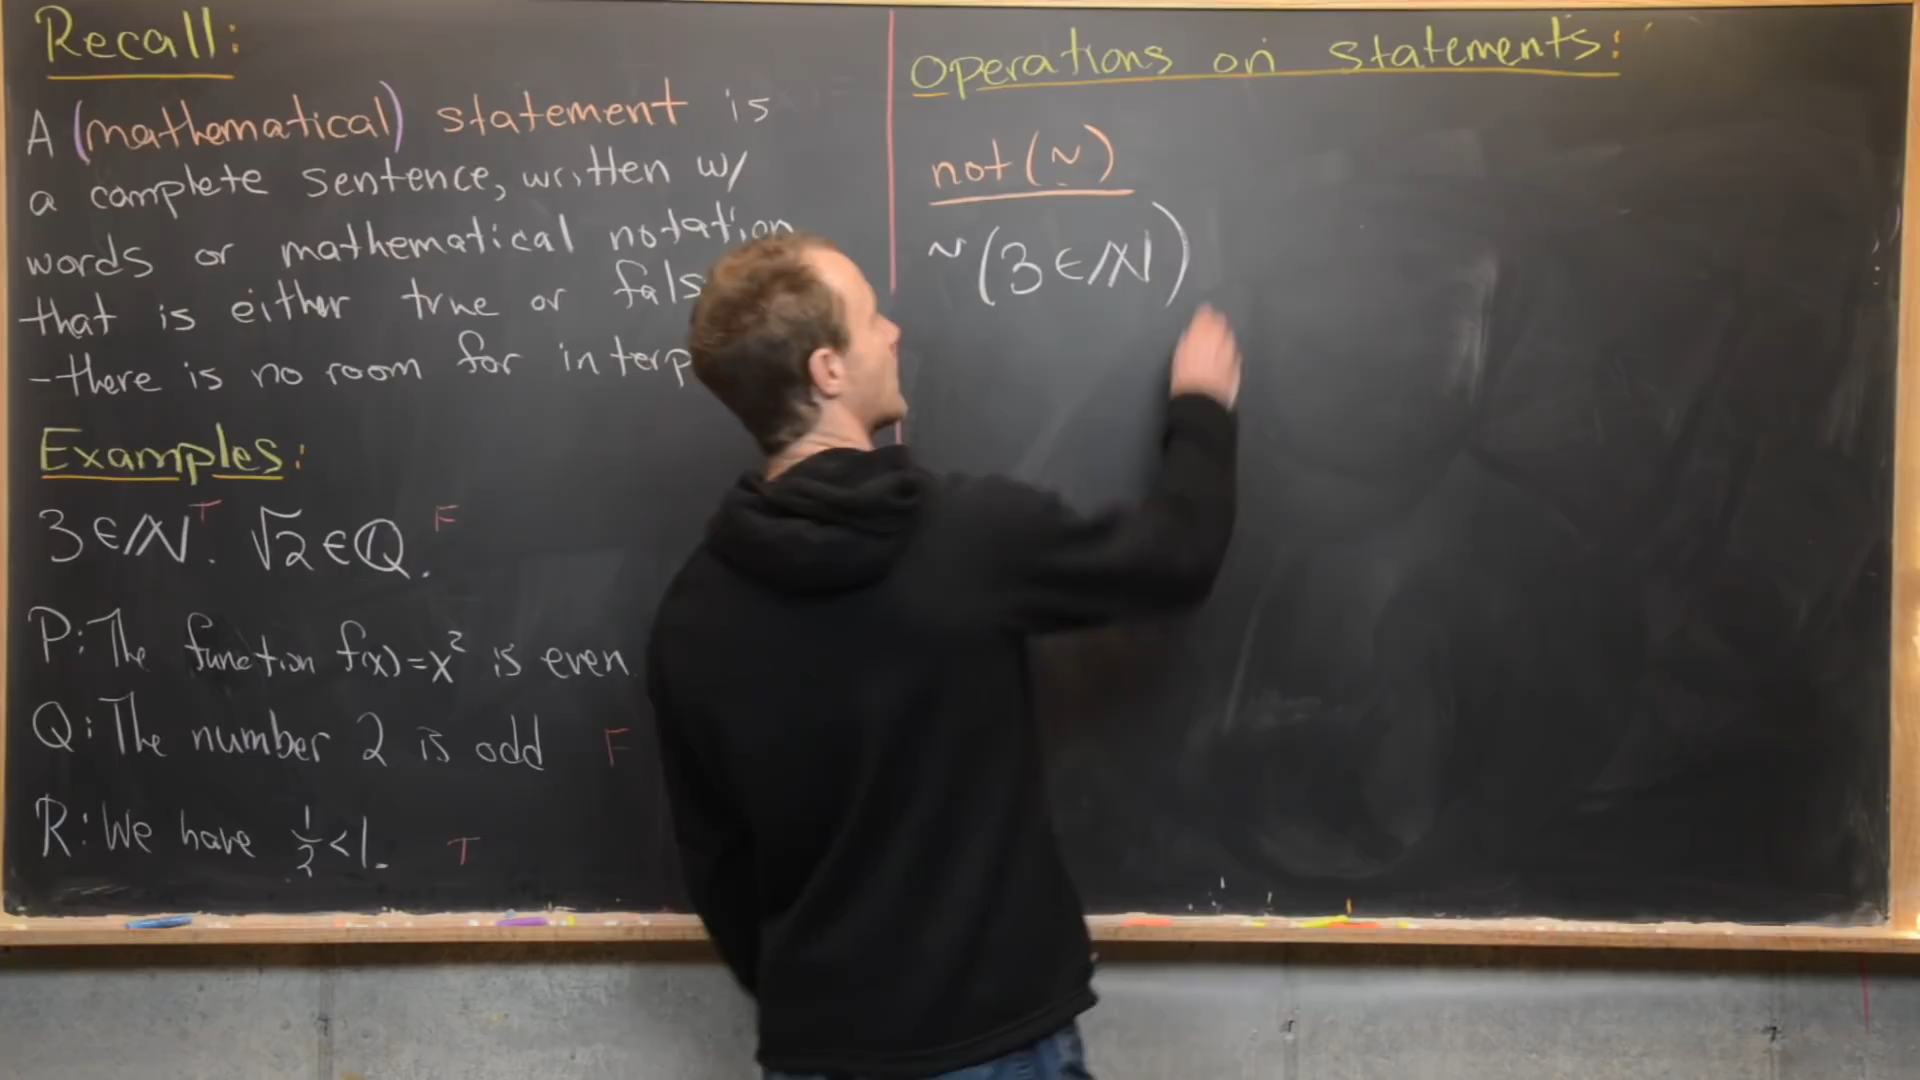 Recall:
A (mathematical) statement is
a complete sentence, written w/
words or mathematical notation
that is either true or fals
-there is no room for interp
Examples:
3∈ℕ. T √2∈ℚ. F
P: The function f(x)=x² is even.
Q: The number 2 is odd F
R: We have 1/2<1. T
Operations on statements:
not (~)
~(3∈ℕ)